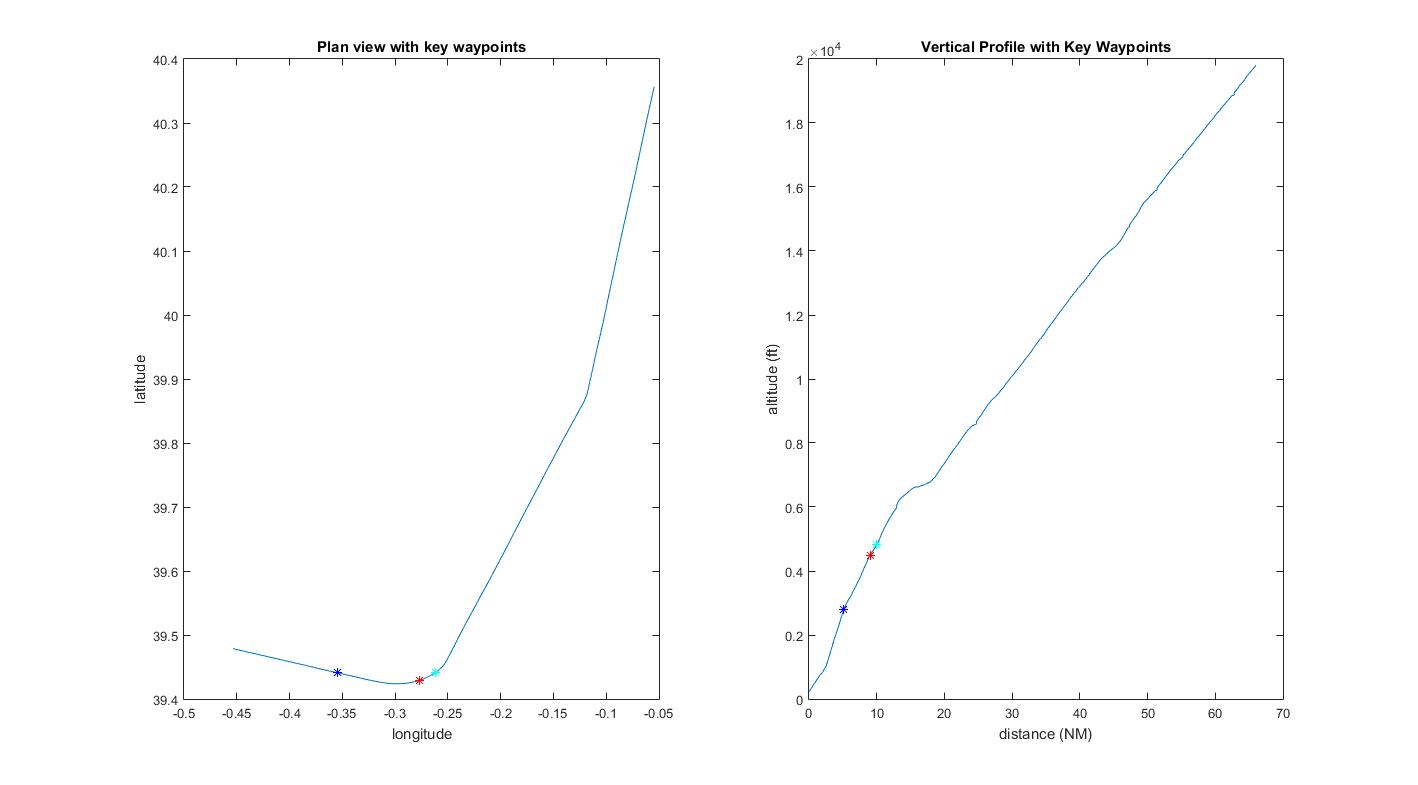 Plan view with key waypoints
40.4
40.3
40.2
40.1
40
39.9
39.8
39.7
39.6
39.5
39.4
latitude
-0.5 -0.45 -0.4 -0.35 -0.3 -0.25 -0.2 -0.15 -0.1 -0.05
longitude
Vertical Profile with Key Waypoints
×10^4
2
1.8
1.6
1.4
1.2
1
0.8
0.6
0.4
0.2
0
altitude (ft)
0 10 20 30 40 50 60 70
distance (NM)